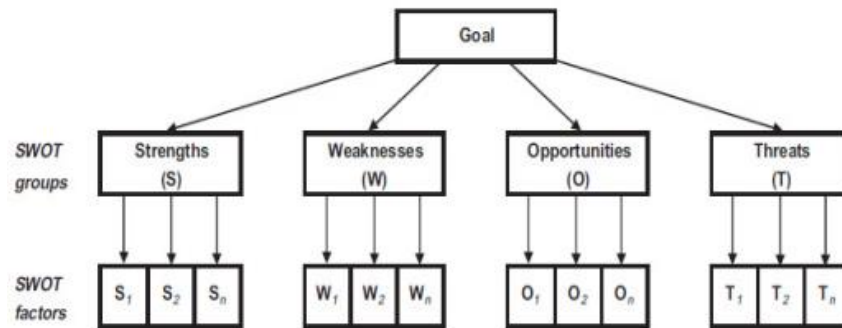 Goal
SWOT groups
Strengths (S)
Weaknesses (W)
Opportunities (O)
Threats (T)
SWOT factors
S1 S2 Sn
W1 W2 Wn
O1 O2 On
T1 T2 Tn